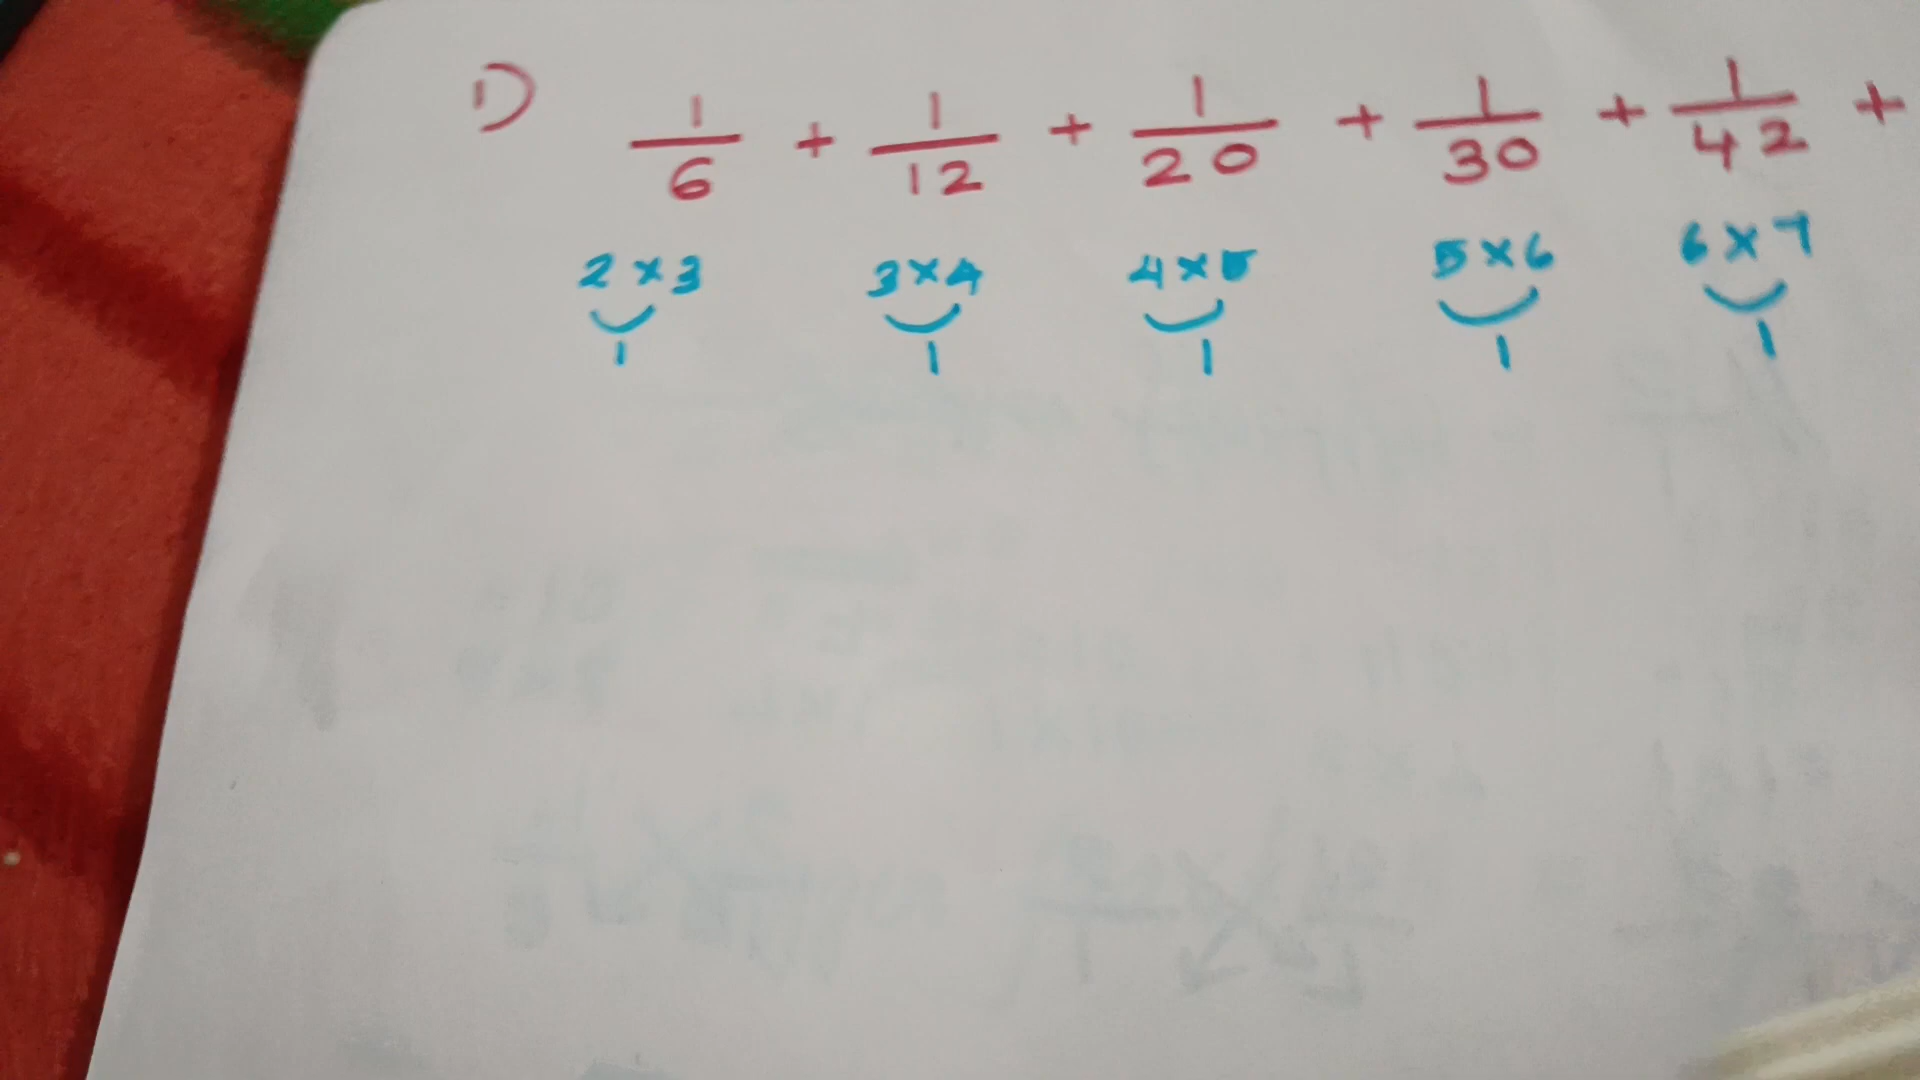 1) 1/6 + 1/12 + 1/20 + 1/30 + 1/42 +
2×3 3×4 4×5 5×6 6×7
1 1 1 1 1